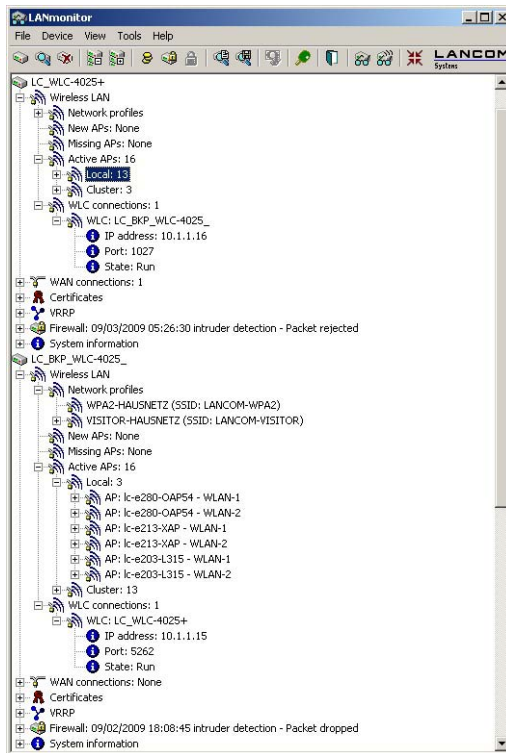 LANmonitor
File Device View Tools Help
LANCOM
Systems
LC_WLC-4025+
Wireless LAN
Network profiles
New APs: None
Missing APs: None
Active APs: 16
Local: 13
Cluster: 3
WLC connections: 1
WLC: LC_BKP_WLC-4025_
IP address: 10.1.1.16
Port: 1027
State: Run
WAN connections: 1
Certificates
VRRP
Firewall: 09/03/2009 05:26:30 intruder detection - Packet rejected
System information
LC_BKP_WLC-4025_
Wireless LAN
Network profiles
WPA2-HAUSNETZ (SSID: LANCOM-WPA2)
VISITOR-HAUSNETZ (SSID: LANCOM-VISITOR)
New APs: None
Missing APs: None
Active APs: 16
Local: 3
AP: lc-e280-OAP54 - WLAN-1
AP: lc-e280-OAP54 - WLAN-2
AP: lc-e213-XAP - WLAN-1
AP: lc-e213-XAP - WLAN-2
AP: lc-e203-L315 - WLAN-1
AP: lc-e203-L315 - WLAN-2
Cluster: 13
WLC connections: 1
WLC: LC_WLC-4025+
IP address: 10.1.1.15
Port: 5262
State: Run
WAN connections: None
Certificates
VRRP
Firewall: 09/02/2009 18:08:45 intruder detection - Packet dropped
System information